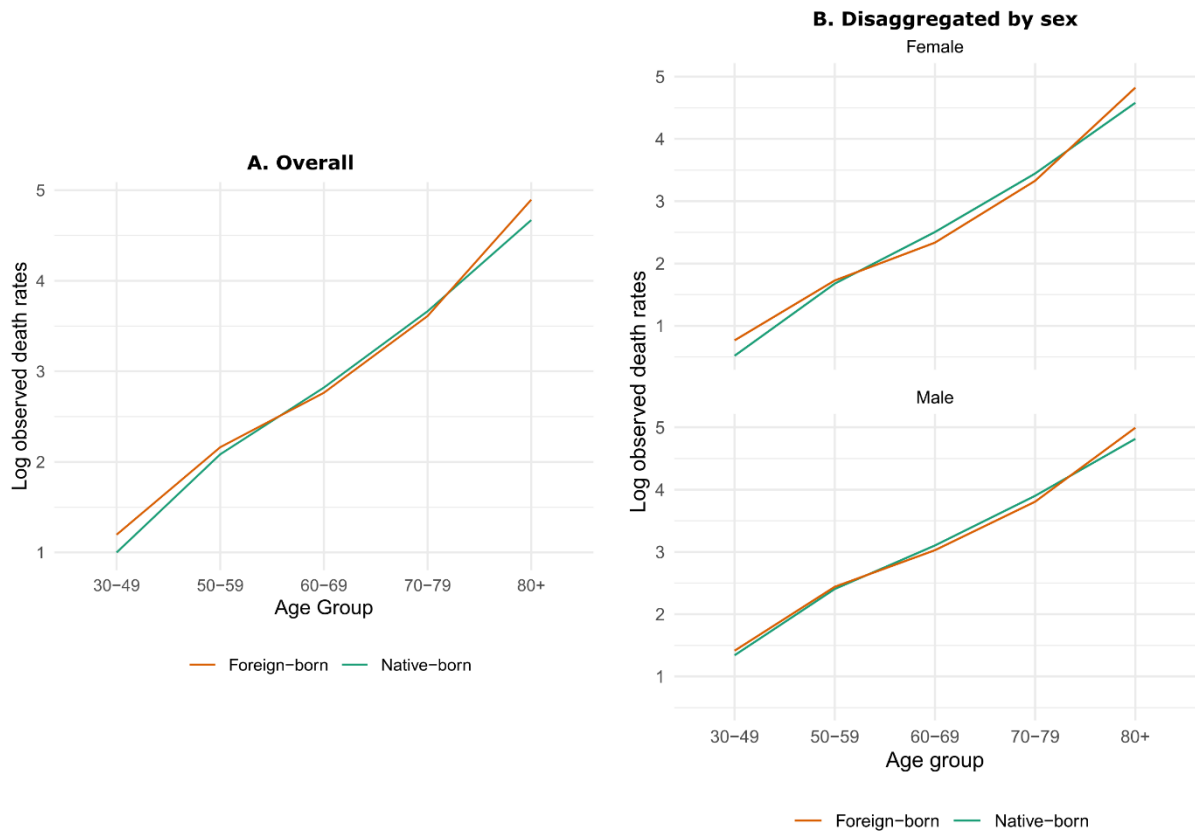 A. Overall
Log observed death rates
5
4
3
2
1
30−49 50−59 60−69 70−79 80+
Age Group
Foreign−born Native−born
B. Disaggregated by sex
Female
Log observed death rates
5
4
3
2
1
Male
5
4
3
2
1
30−49 50−59 60−69 70−79 80+
Age group
Foreign−born Native−born